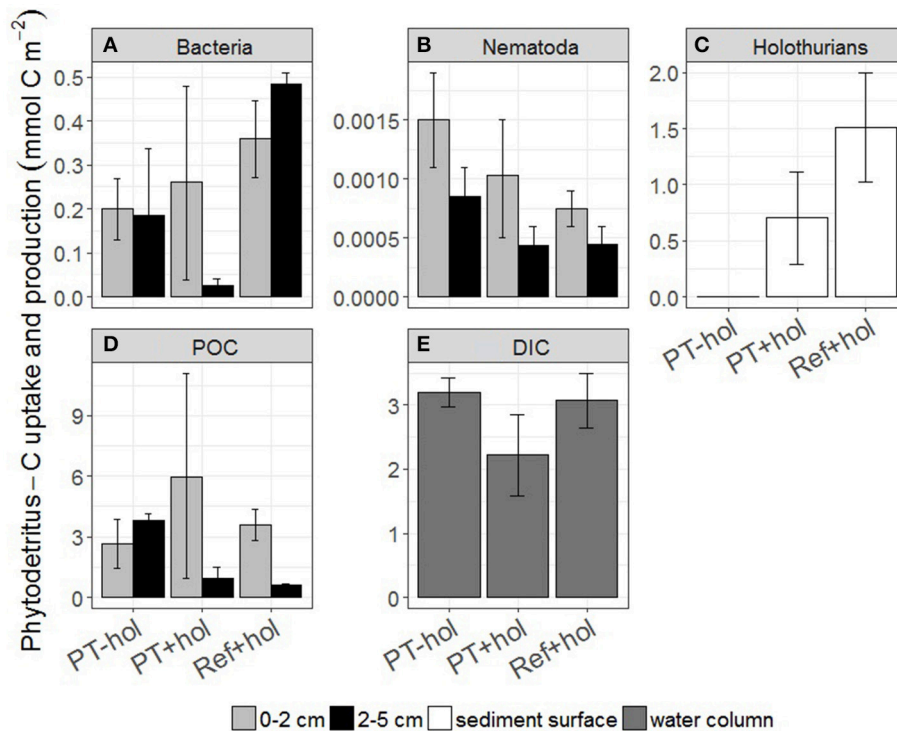 Phytodetritus – C uptake and production (mmol C m⁻²)
A Bacteria
0.5
0.4
0.3
0.2
0.1
0.0
B Nematoda
0.0015
0.0010
0.0005
0.0000
C Holothurians
2.0
1.5
1.0
0.5
0.0
PT-hol
PT+hol
Ref+hol
D POC
9
6
3
0
PT-hol
PT+hol
Ref+hol
E DIC
3
2
1
0
PT-hol
PT+hol
Ref+hol
0-2 cm 2-5 cm sediment surface water column